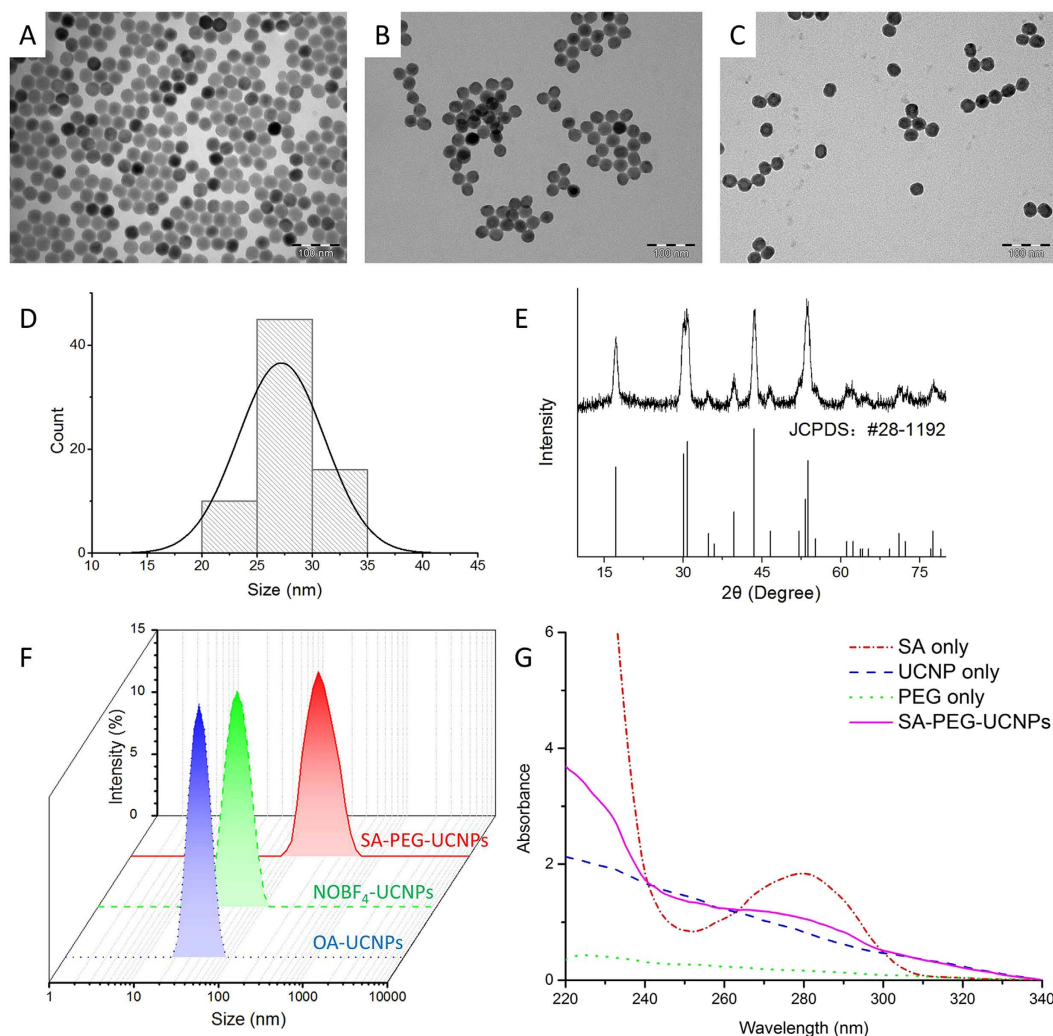 A
100 nm
B
100 nm
C
100 nm
D
40
20
0
10 15 20 25 30 35 40 45
Count
Size (nm)
E
JCPDS: #28-1192
Intensity
15 30 45 60 75
2θ (Degree)
F
15
10
5
0
Intensity (%)
SA-PEG-UCNPs
NOBF4-UCNPs
OA-UCNPs
1 10 100 1000 10000
Size (nm)
G
6
4
2
0
Absorbance
SA only
UCNP only
PEG only
SA-PEG-UCNPs
220 240 260 280 300 320 340
Wavelength (nm)